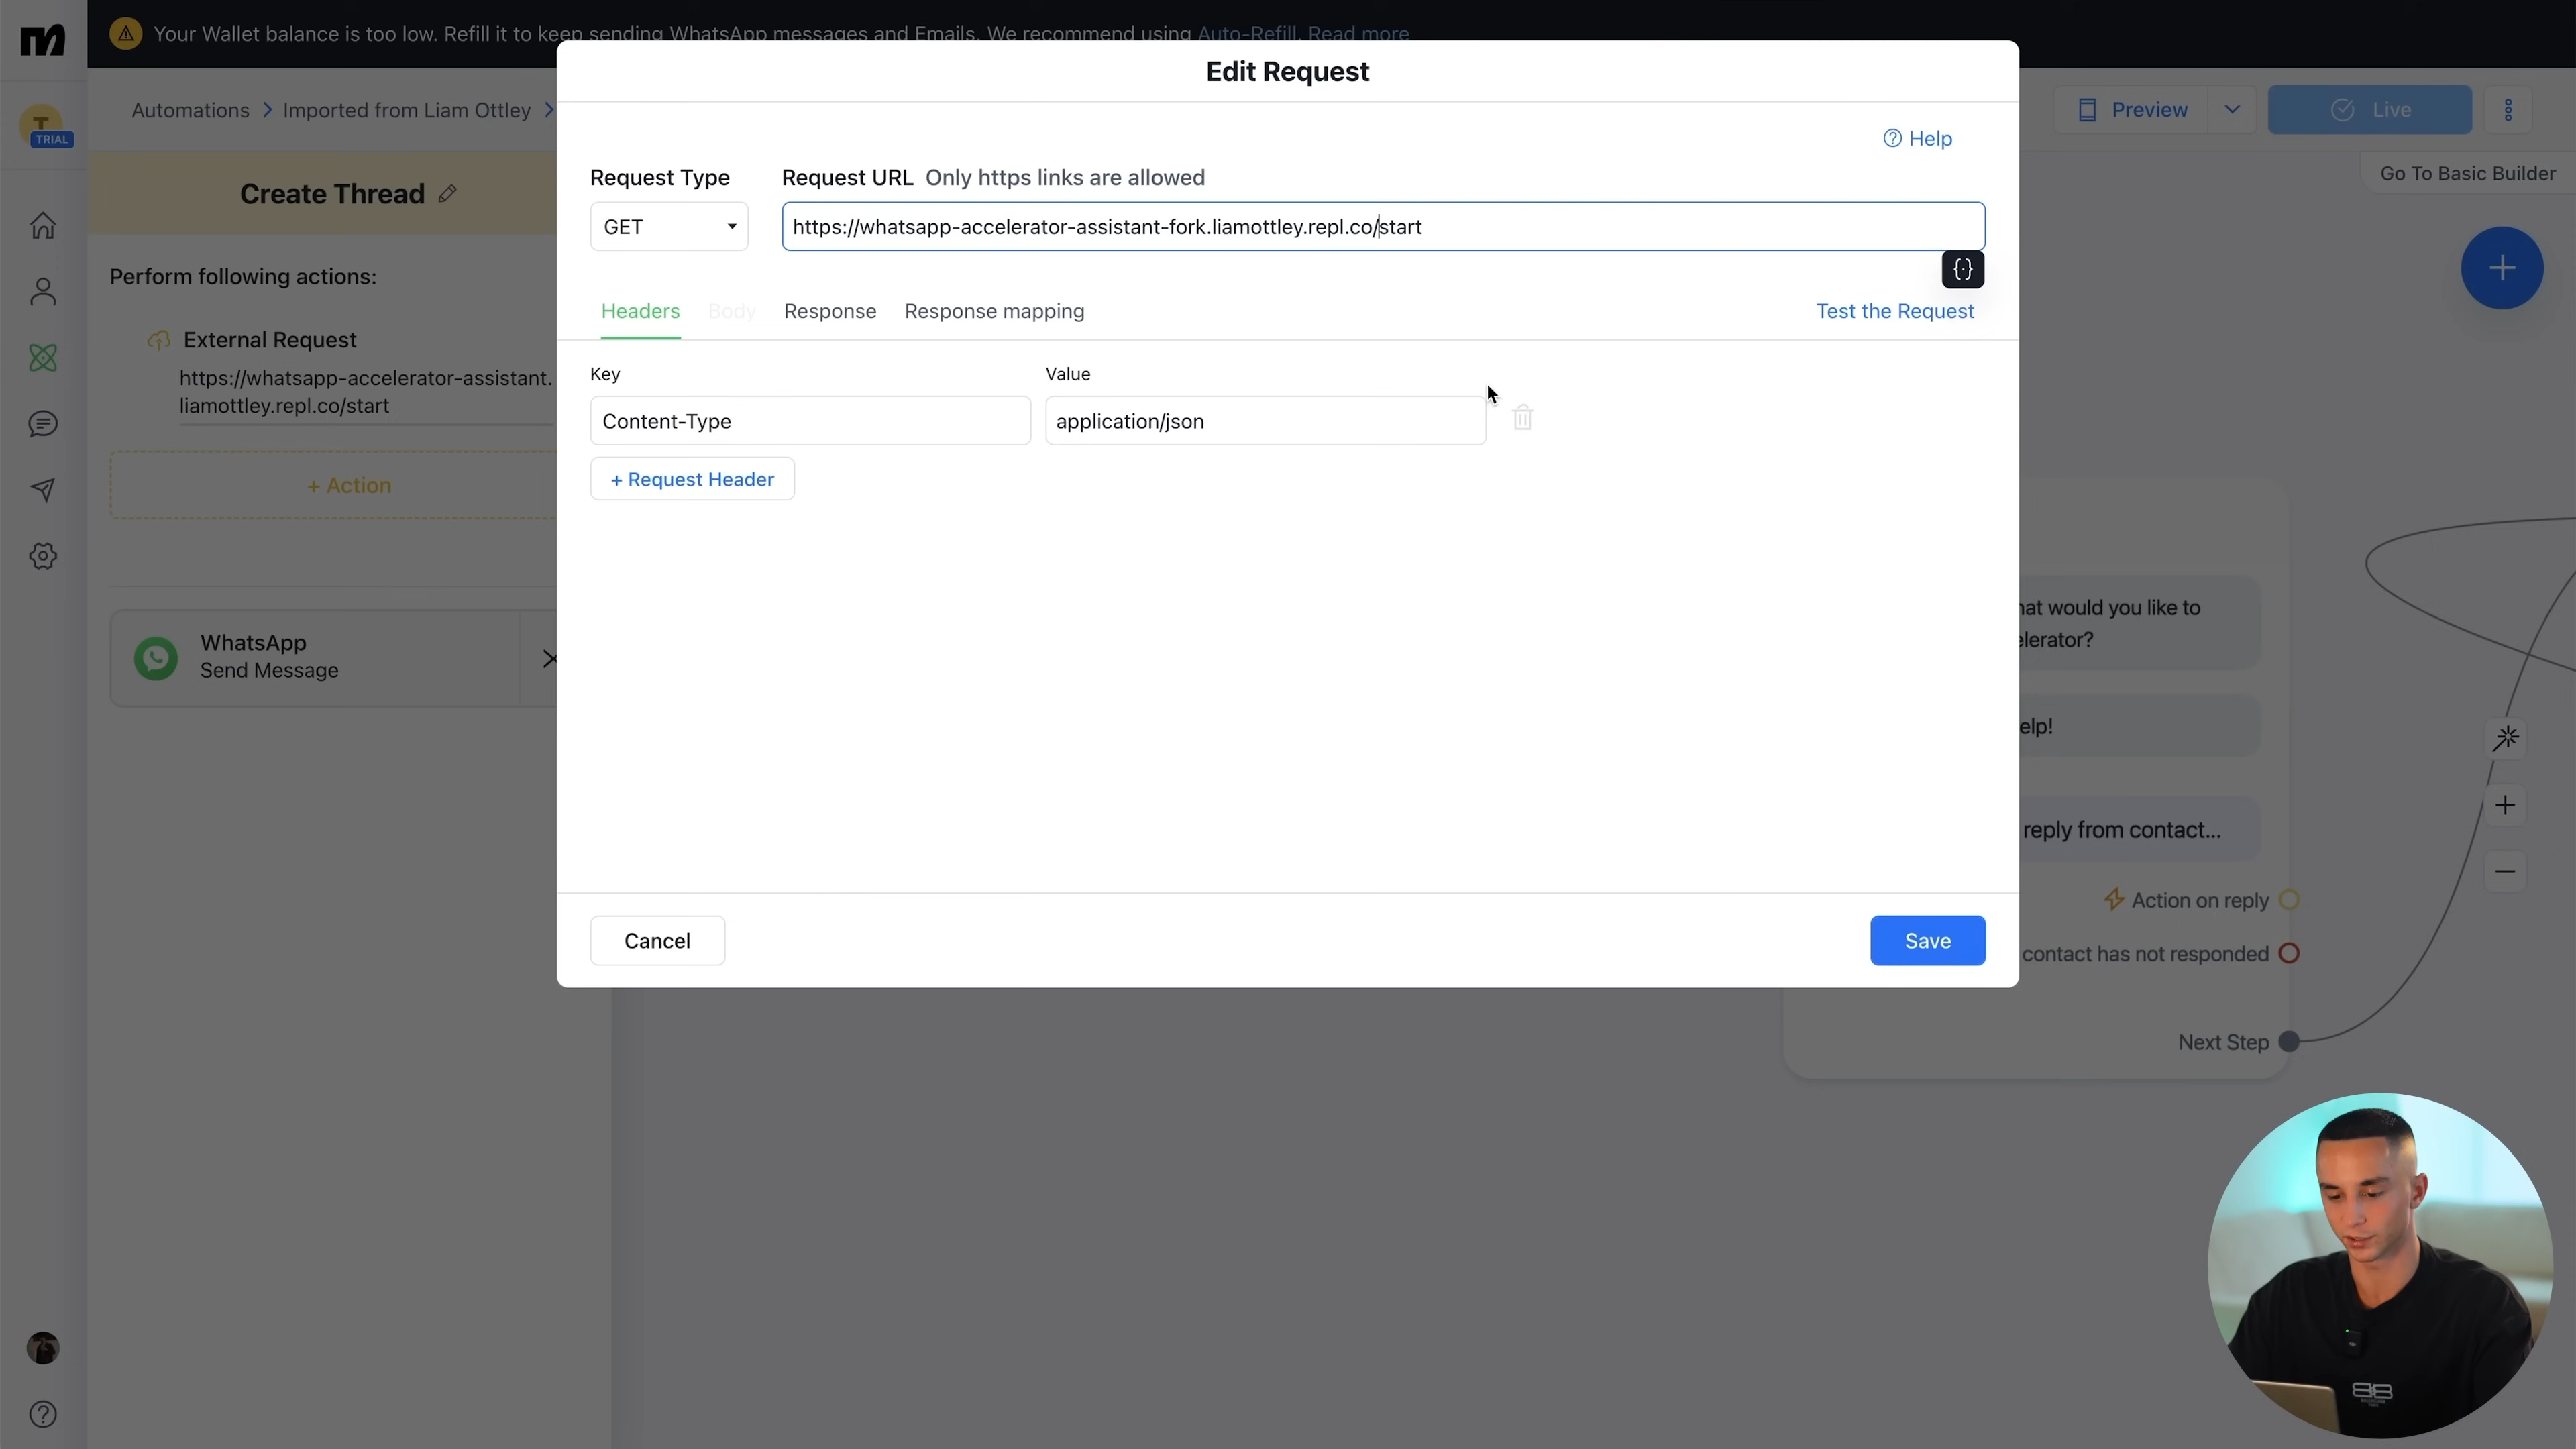 Your Wallet balance is too low. Refill it to keep sending WhatsApp messages and Emails. We recommend using Auto-Refill. Read more
Edit Request
T
TRIAL
Automations > Imported from Liam Ottley >
Preview
Live
Help
Go To Basic Builder
Create Thread
Request Type
Request URL Only https links are allowed
GET
https://whatsapp-accelerator-assistant-fork.liamottley.repl.co/start
{·}
Perform following actions:
Headers
Body
Response
Response mapping
Test the Request
External Request
https://whatsapp-accelerator-assistant.
liamottley.repl.co/start
Key
Value
Content-Type
application/json
+ Request Header
+ Action
WhatsApp
Send Message
hat would you like to
elerator?
elp!
reply from contact...
Action on reply
contact has not responded
Next Step
Cancel
Save